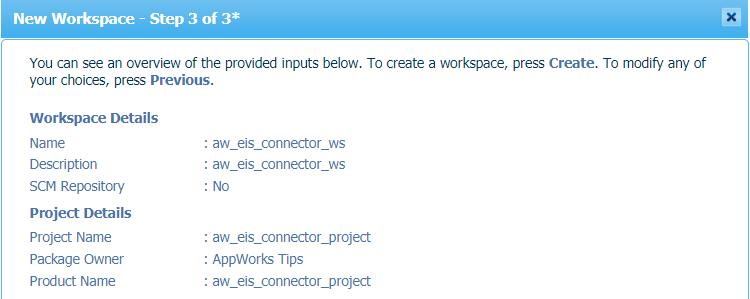 New Workspace - Step 3 of 3*
You can see an overview of the provided inputs below. To create a workspace, press Create. To modify any of
your choices, press Previous.
Workspace Details
Name : aw_eis_connector_ws
Description : aw_eis_connector_ws
SCM Repository : No
Project Details
Project Name : aw_eis_connector_project
Package Owner : AppWorks Tips
Product Name : aw_eis_connector_project